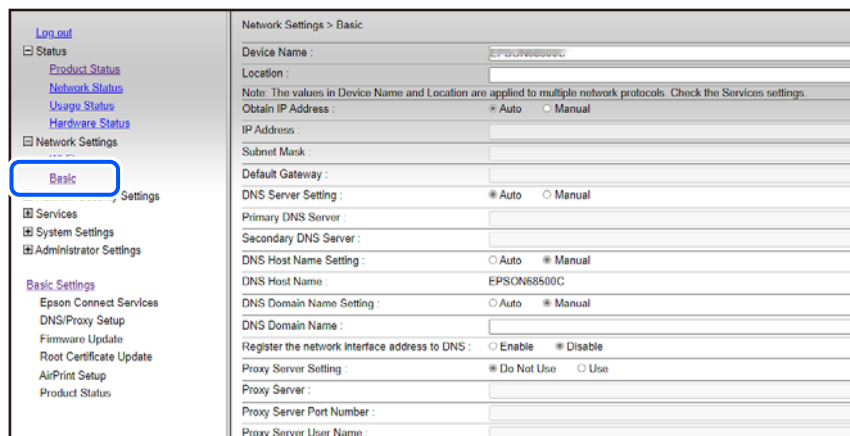 Log out
Status
Product Status
Network Status
Usage Status
Hardware Status
Network Settings
Basic
Settings
Services
System Settings
Administrator Settings
Basic Settings
Epson Connect Services
DNS/Proxy Setup
Firmware Update
Root Certificate Update
AirPrint Setup
Product Status
Network Settings > Basic
Device Name :
Location :
Note: The values in Device Name and Location are applied to multiple network protocols. Check the Services settings.
Obtain IP Address : Auto Manual
IP Address :
Subnet Mask :
Default Gateway :
DNS Server Setting : Auto Manual
Primary DNS Server :
Secondary DNS Server :
DNS Host Name Setting : Auto Manual
DNS Host Name : EPSON68500C
DNS Domain Name Setting : Auto Manual
DNS Domain Name :
Register the network interface address to DNS : Enable Disable
Proxy Server Setting : Do Not Use Use
Proxy Server :
Proxy Server Port Number :
Proxy Server User Name :